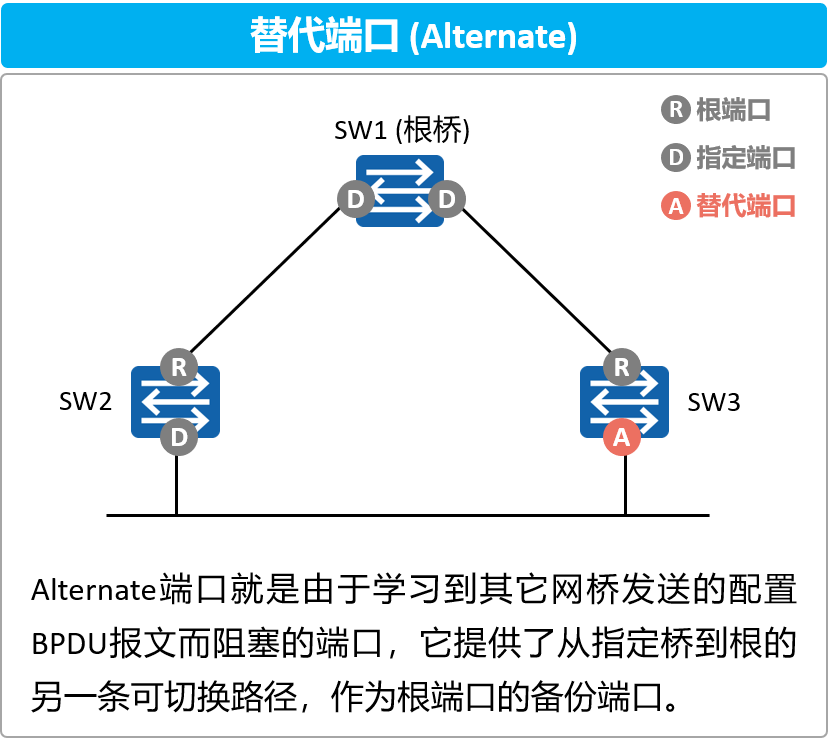 替代端口 (Alternate)
SW1 (根桥)
R 根端口
D 指定端口
A 替代端口
D
D
R
R
SW2
SW3
D
A
Alternate端口就是由于学习到其它网桥发送的配置
BPDU报文而阻塞的端口，它提供了从指定桥到根的
另一条可切换路径，作为根端口的备份端口。